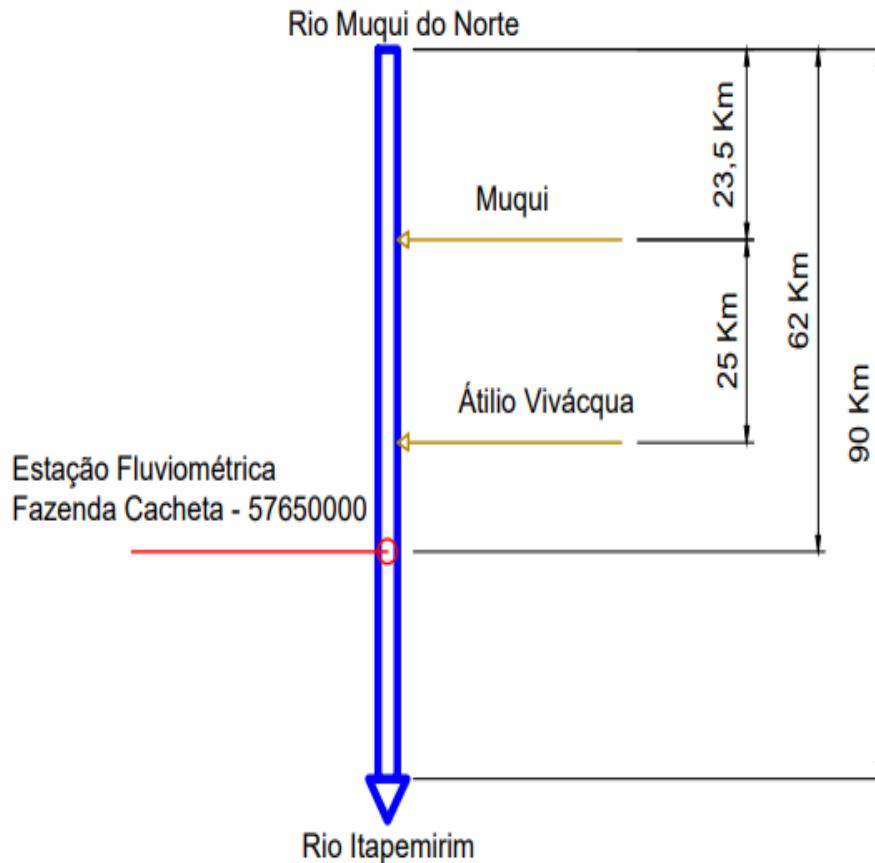 Rio Muqui do Norte
23,5 Km
Muqui
62 Km
25 Km
90 Km
Átilio Vivácqua
Estação Fluviométrica
Fazenda Cacheta - 57650000
Rio Itapemirim